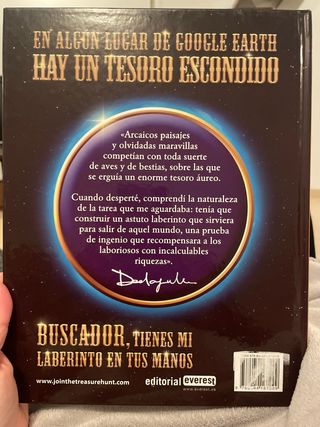 EN ALGÚN LUGAR DE GOOGLE EARTH
HAY UN TESORO ESCONDIDO
«Arcaicos paisajes
y olvidadas maravillas
competían con toda suerte
de aves y de bestias, sobre las que
se erguía un enorme tesoro áureo.
Cuando desperté, comprendí la naturaleza
de la tarea que me aguardaba: tenía que
construir un astuto laberinto que sirviera
para salir de aquel mundo, una prueba
de ingenio que recompensara a los
laboriosos con incalculables
riquezas».
BUSCADOR, TIENES MI
LABERINTO EN TUS MANOS
www.jointhetreasurehunt.com
editorial everest
www.everest.es